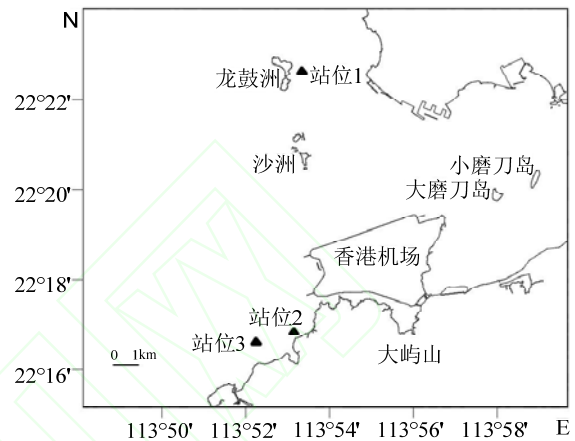 N
龙鼓洲
站位1
22°22'
沙洲
小磨刀岛
22°20'
大磨刀岛
香港机场
22°18'
站位2
站位3
0 1km
大屿山
22°16'
113°50' 113°52' 113°54' 113°56' 113°58' E